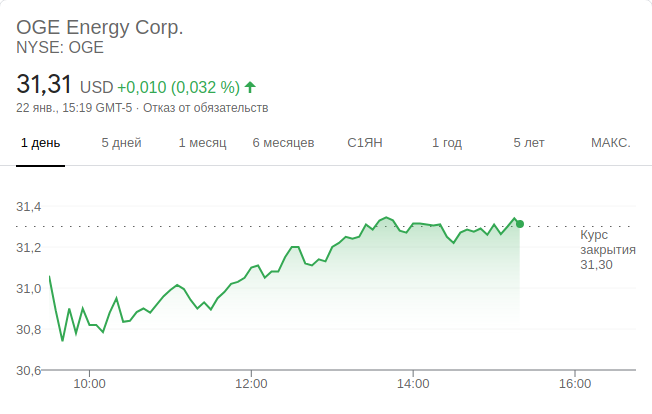 OGE Energy Corp.
NYSE: OGE
31,31 USD +0,010 (0,032 %)
22 янв., 15:19 GMT-5 · Отказ от обязательств
1 день 5 дней 1 месяц 6 месяцев С1ЯН 1 год 5 лет МАКС.
31,4
31,2
31,0
30,8
30,6
Курс
закрытия
31,30
10:00 12:00 14:00 16:00